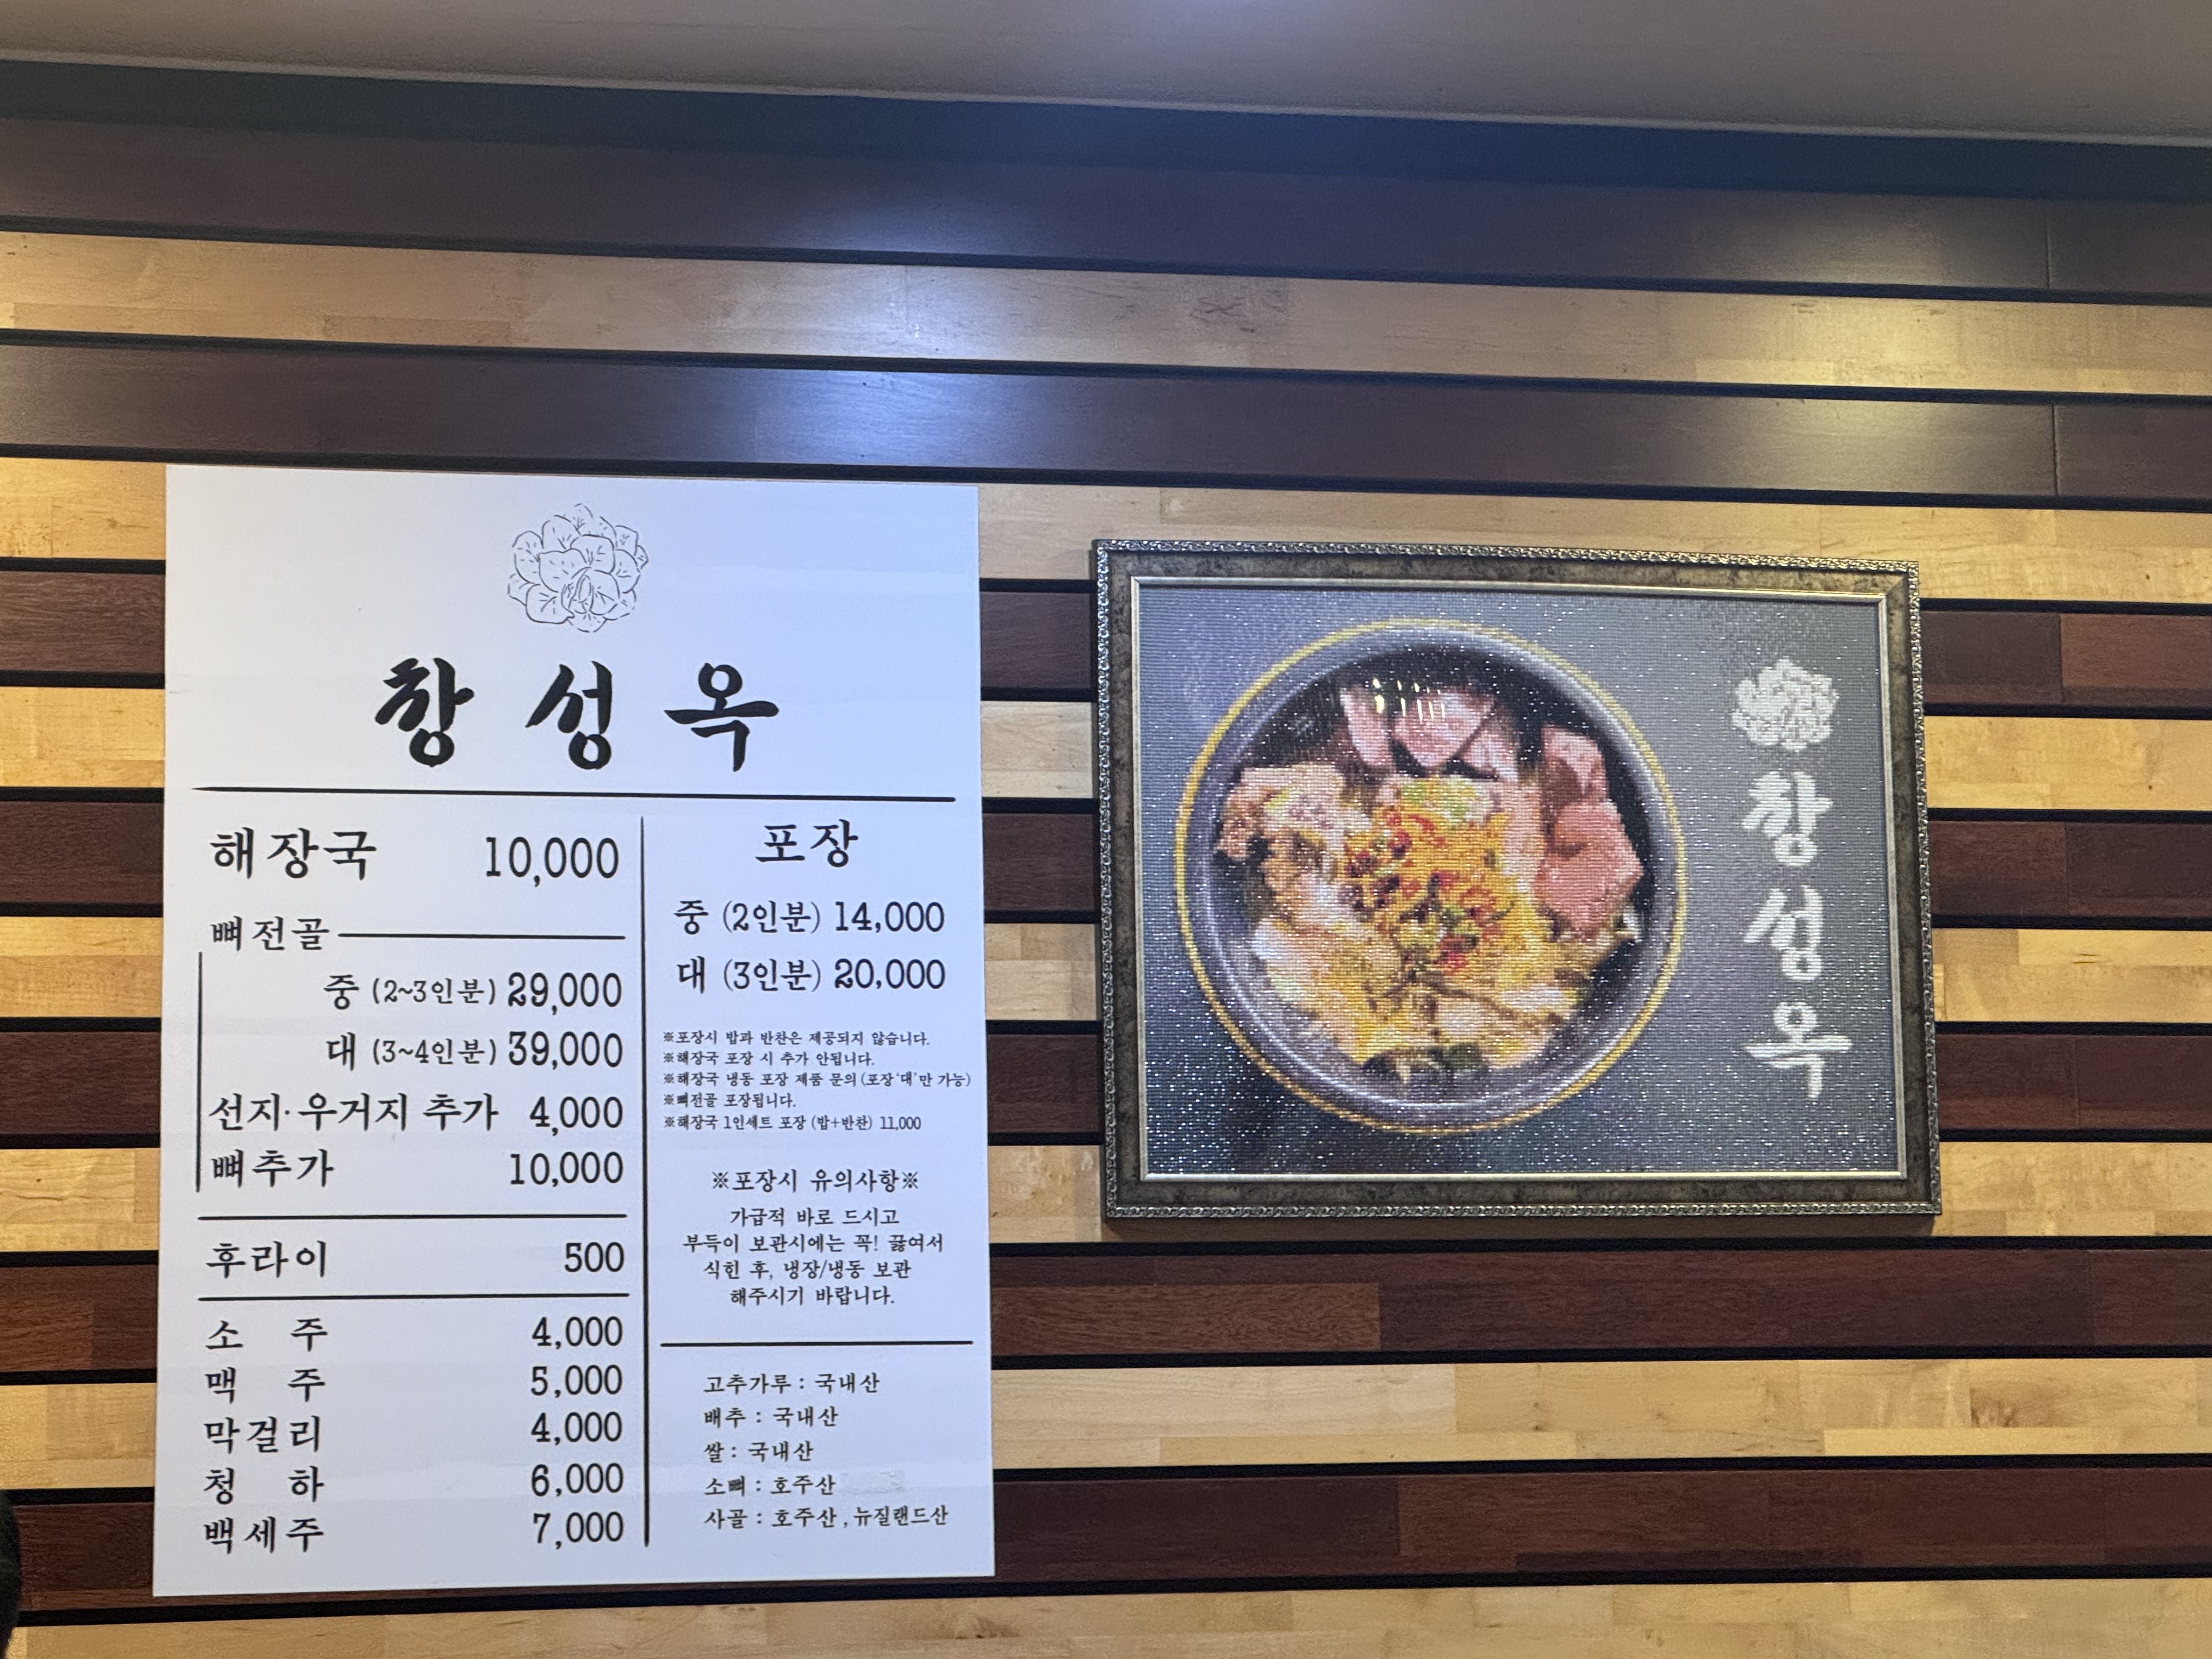 창성옥
해장국 10,000
뼈전골
중 (2~3인분) 29,000
대 (3~4인분) 39,000
선지·우거지 추가 4,000
뼈추가 10,000
후라이 500
소 주 4,000
맥 주 5,000
막걸리 4,000
청 하 6,000
백세주 7,000
포장
중 (2인분) 14,000
대 (3인분) 20,000
※포장시 밥과 반찬은 제공되지 않습니다.
※해장국 포장 시 추가 안됩니다.
※해장국 냉동 포장 제품 문의 (포장 '대'만 가능)
※뼈전골 포장됩니다.
※해장국 1인세트 포장 (밥+반찬) 11,000
※포장시 유의사항※
가급적 바로 드시고
부득이 보관시에는 꼭! 끓여서
식힌 후, 냉장/냉동 보관
해주시기 바랍니다.
고추가루 : 국내산
배추 : 국내산
쌀 : 국내산
소뼈 : 호주산
사골 : 호주산 , 뉴질랜드산
창성옥